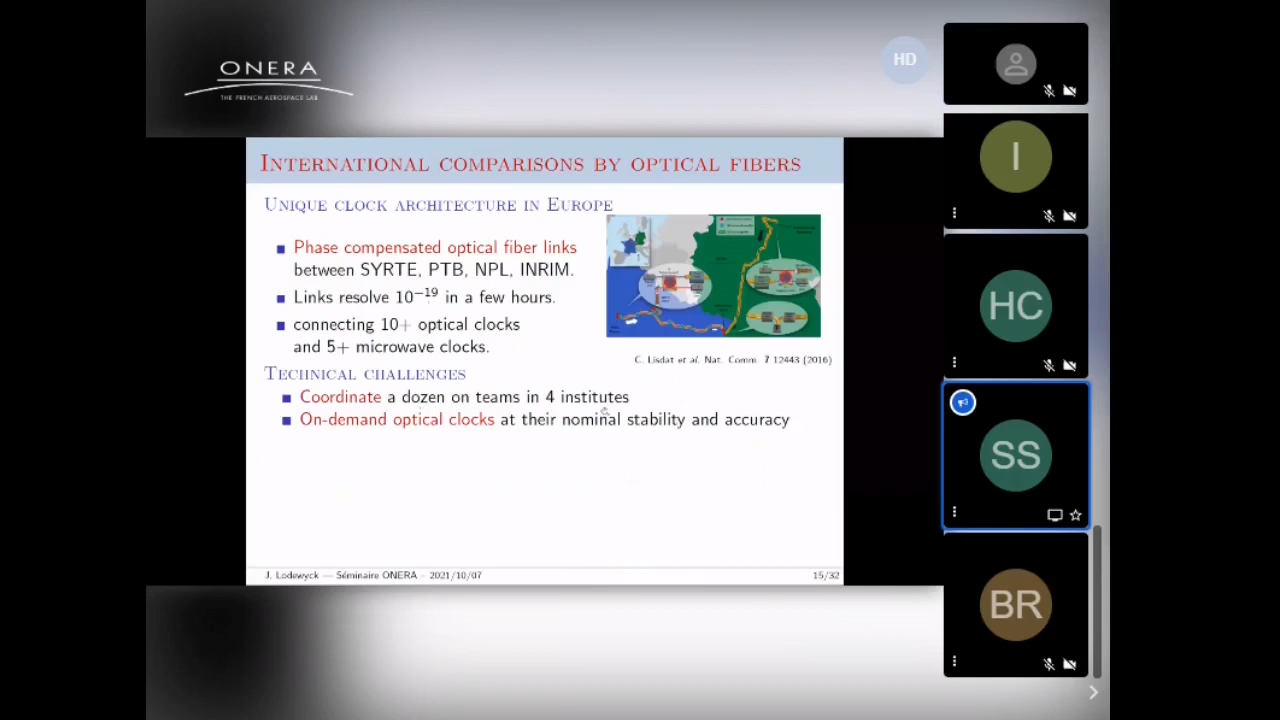 ONERA
THE FRENCH AEROSPACE LAB
HD
International comparisons by optical fibers
Unique clock architecture in Europe
Phase compensated optical fiber links
between SYRTE, PTB, NPL, INRIM.
Links resolve 10⁻¹⁹ in a few hours.
connecting 10+ optical clocks
and 5+ microwave clocks.
C. Lisdat et al. Nat. Comm. 7 12443 (2016)
Technical challenges
Coordinate a dozen on teams in 4 institutes
On-demand optical clocks at their nominal stability and accuracy
J. Lodewyck — Séminaire ONERA - 2021/10/07
15/32
I
HC
SS
BR